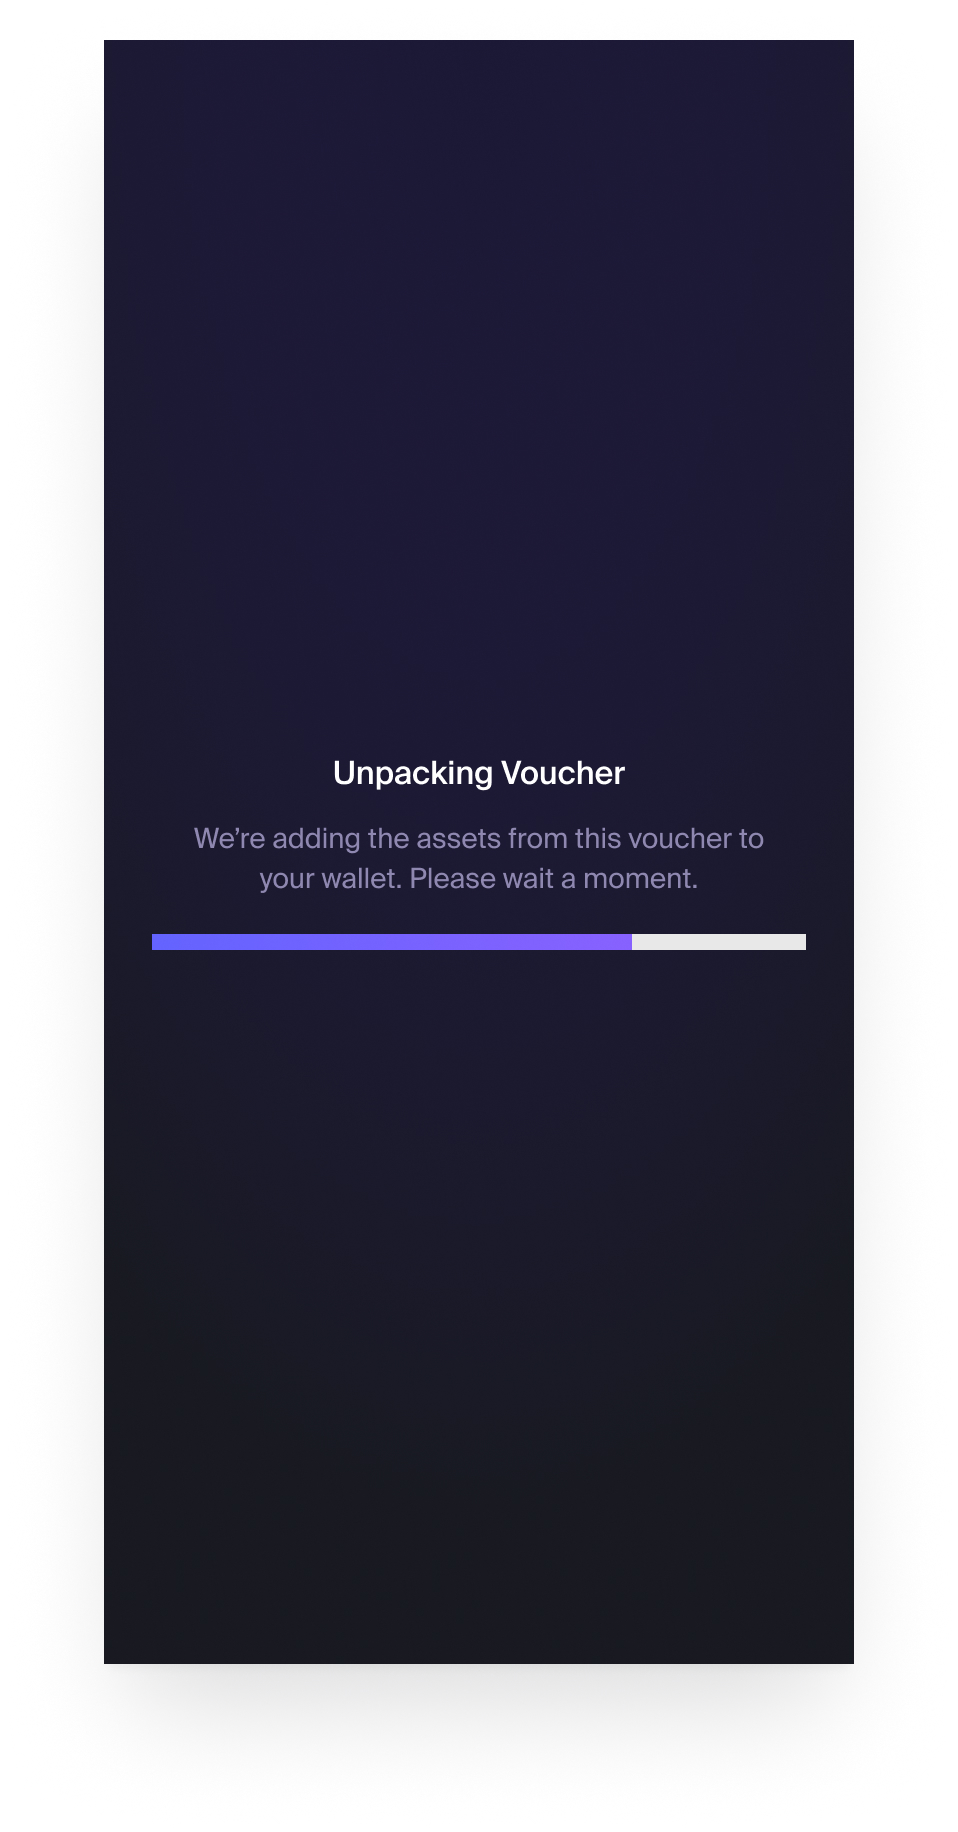 Unpacking Voucher
We’re adding the assets from this voucher to
your wallet. Please wait a moment.